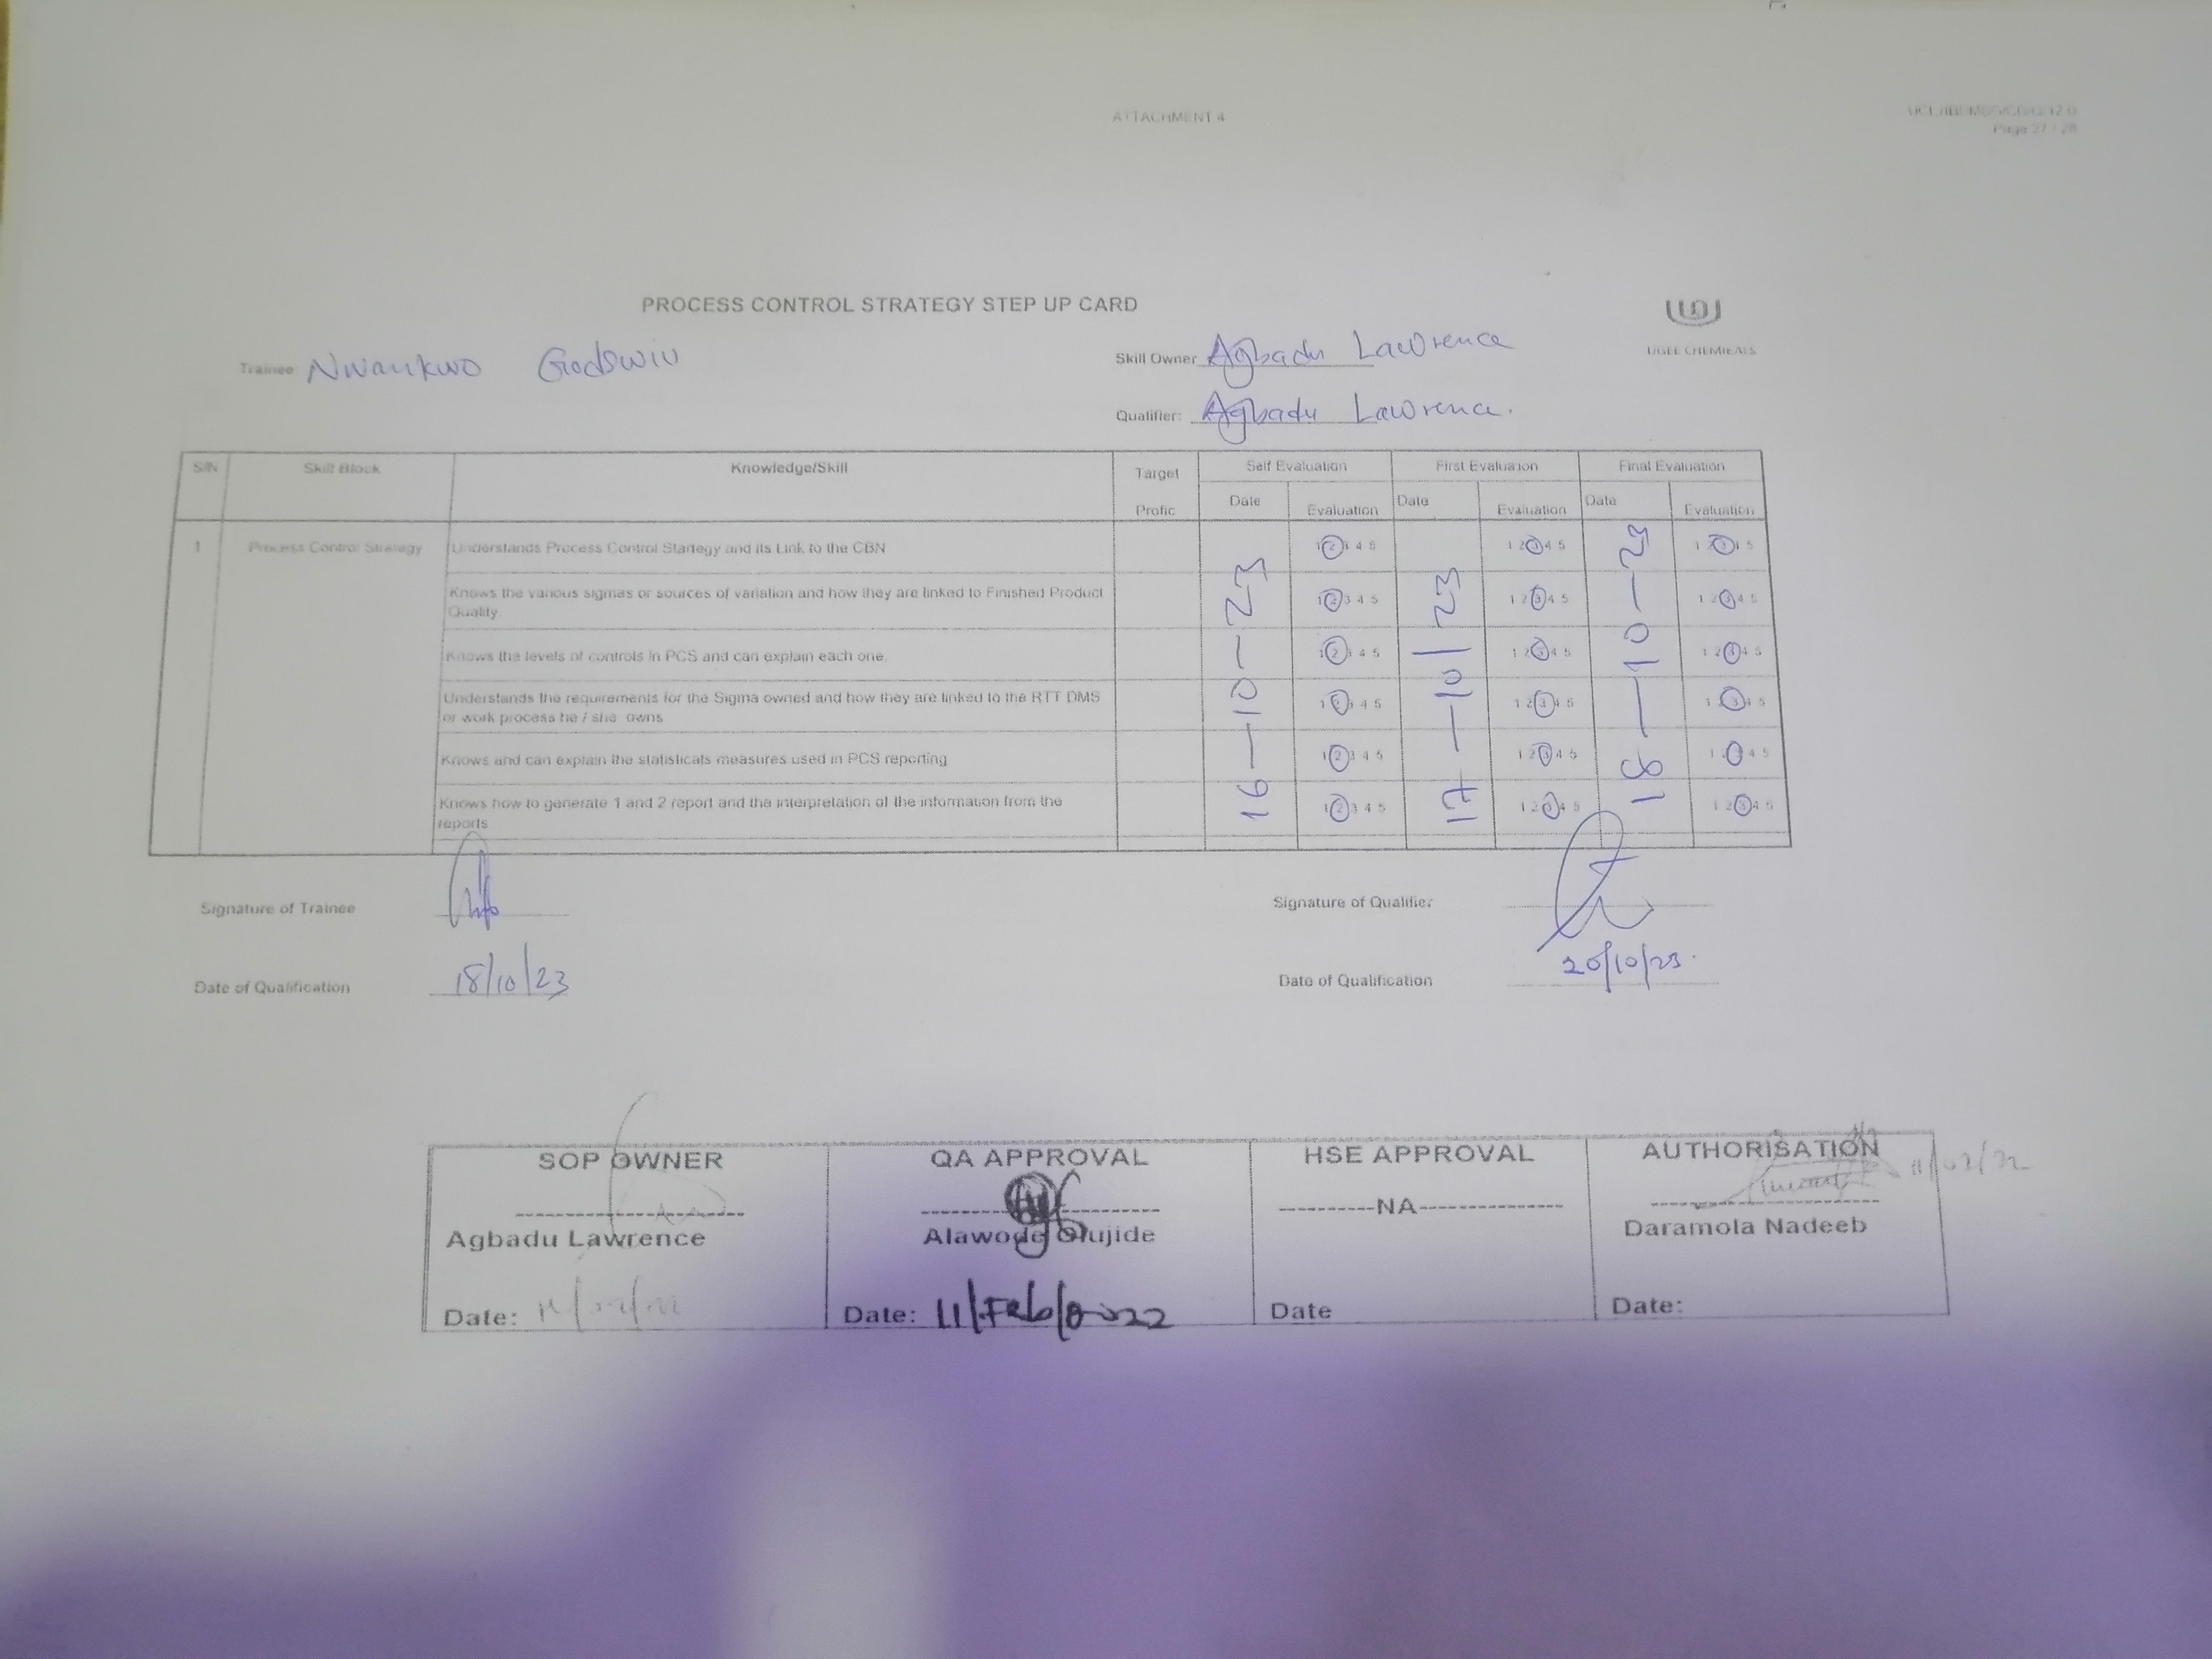 ATTACHMENT 4
Page 27 / 28
PROCESS CONTROL STRATEGY STEP UP CARD
UGEE CHEMICALS
Trainee: Nwankwo Godswin
Skill Owner Agbadu Lawrence
Qualifier: Agbadu Lawrence.
S/N Skill Block Knowledge/Skill Target Profic Self Evaluation First Evaluation Final Evaluation
Date Evaluation Date Evaluation Date Evaluation
16-10-23 17-10/23
1 Process Control Strategy Understands Process Control Startegy and its Link to the CBN 1 2 3 4 5 1 2 3 4 5 1 2 3 4 5
Knows the various sigmas or sources of variation and how they are linked to Finished Product 1 2 3 4 5 1 2 3 4 5 1 2 3 4 5
Quality.
Knows the levels of controls in PCS and can explain each one. 1 2 3 4 5 1 2 3 4 5 1 2 3 4 5
Understands the requirements for the Sigma owned and how they are linked to the RTT DMS 1 2 3 4 5 1 2 3 4 5 1 2 3 4 5
or work process he / she owns
Knows and can explain the statisticals measures used in PCS reporting 1 2 3 4 5 1 2 3 4 5 1 2 3 4 5
Knows how to generate 1 and 2 report and the interpretation of the information from the 1 2 3 4 5 1 2 3 4 5 1 2 3 4 5
reports
Signature of Trainee
Signature of Qualifier
Date of Qualification 18/10/23
Date of Qualification 20/10/23.
SOP OWNER QA APPROVAL HSE APPROVAL AUTHORISATION
NA 11/02/22
Agbadu Lawrence Alawode Olujide Daramola Nadeeb
Date: Date: 11/Feb/2022 Date Date: